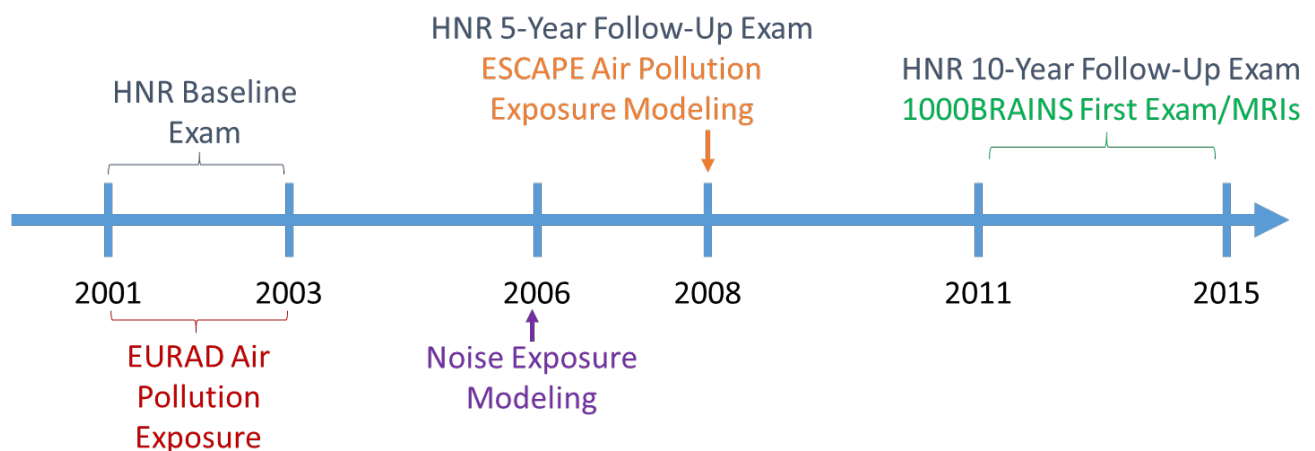 HNR Baseline
Exam
HNR 5-Year Follow-Up Exam
ESCAPE Air Pollution
Exposure Modeling
HNR 10-Year Follow-Up Exam
1000BRAINS First Exam/MRIs
2001
2003
2006
2008
2011
2015
EURAD Air
Pollution
Exposure
Noise Exposure
Modeling